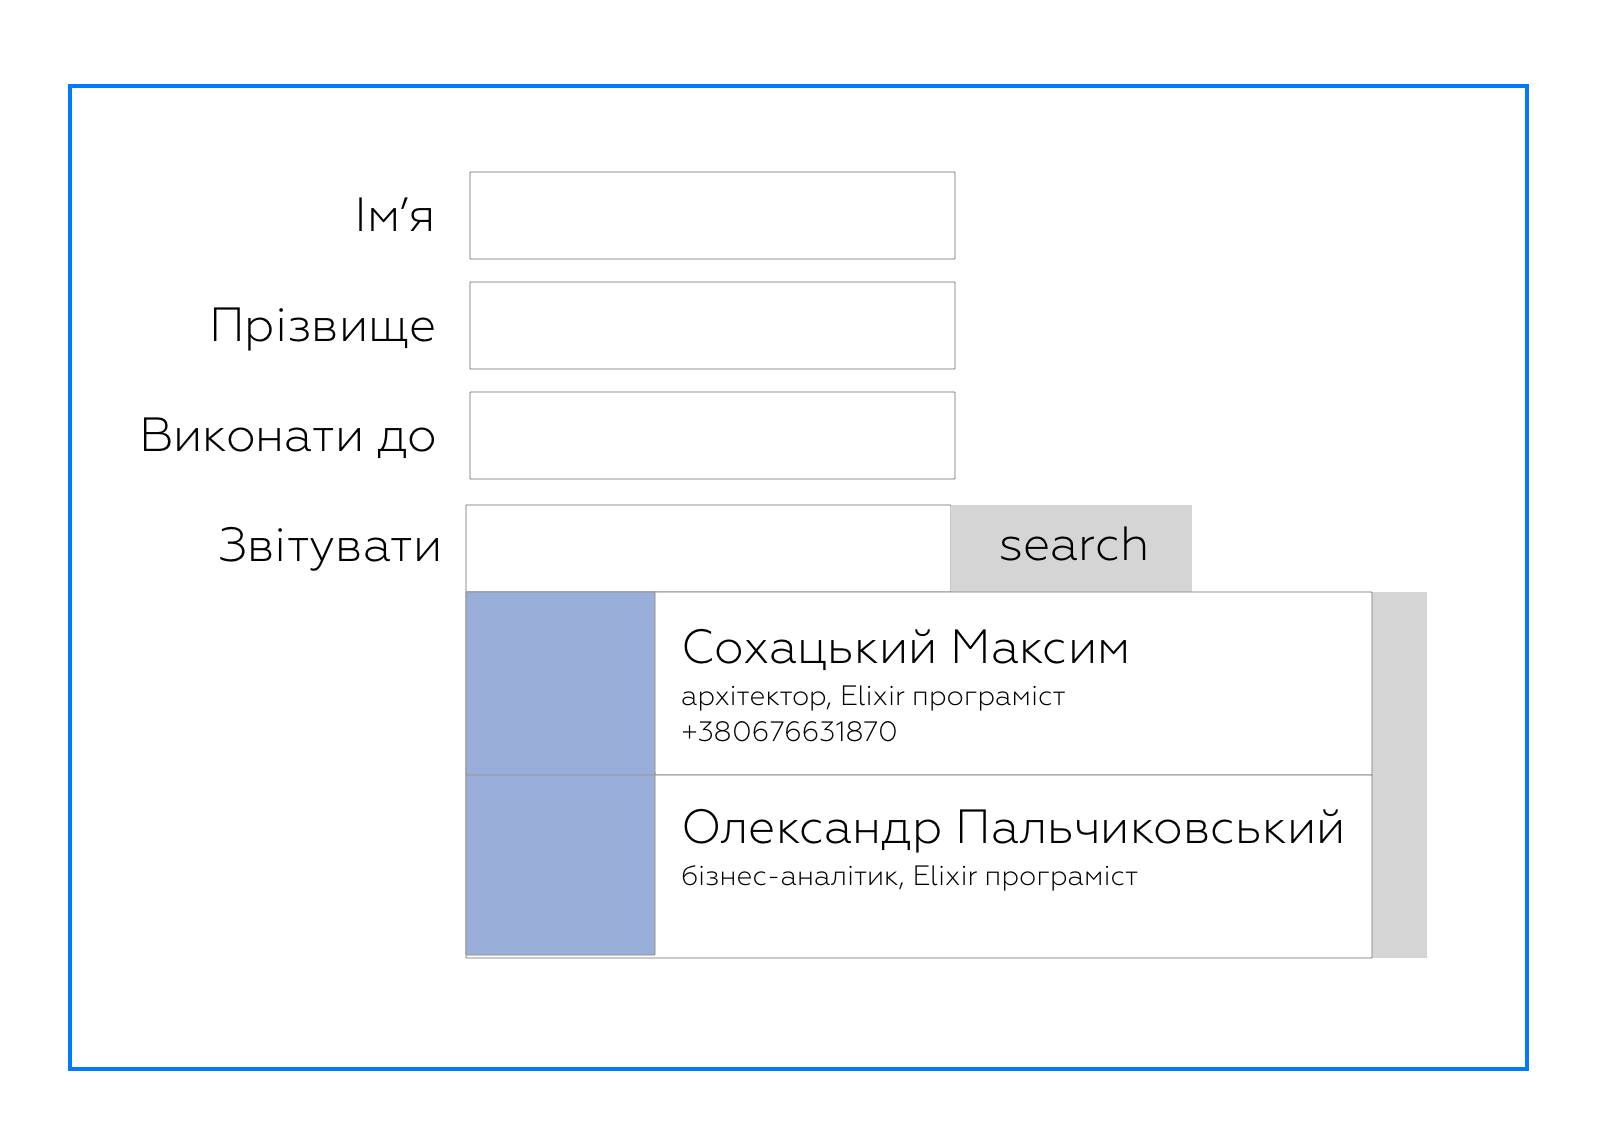 Ім’я
Прізвище
Виконати до
Звітувати search
Сохацький Максим
архітектор, Elixir програміст
+380676631870
Олександр Пальчиковський
бізнес-аналітик, Elixir програміст